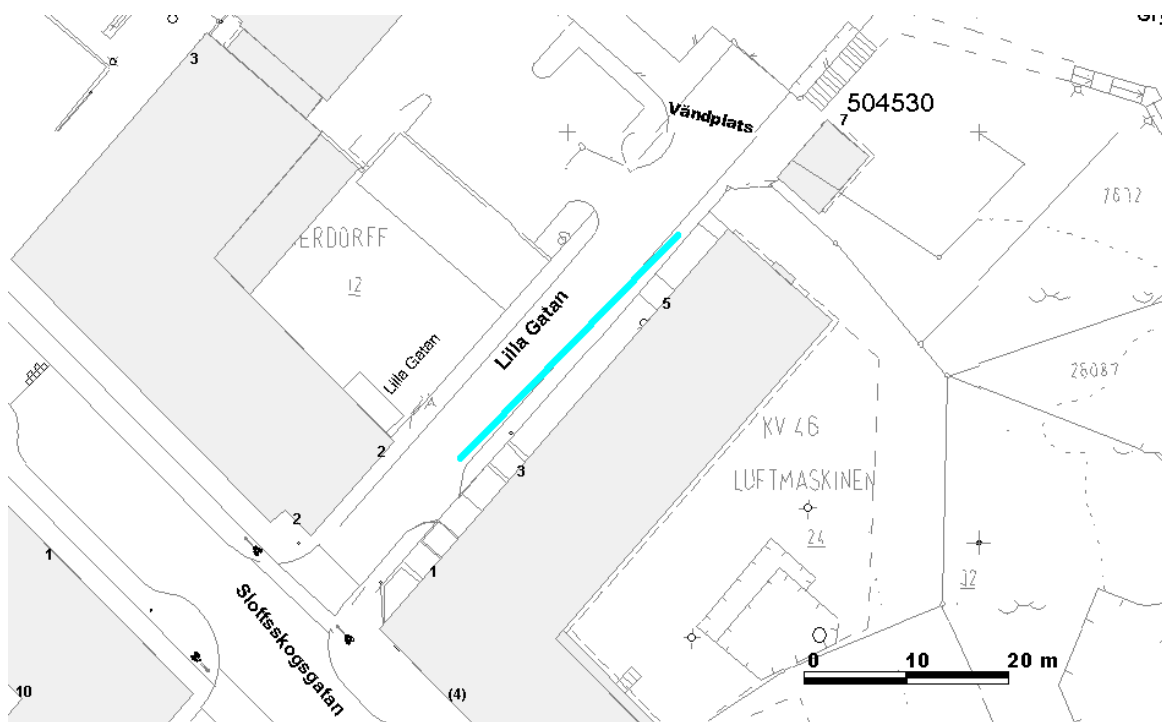 3
Vändplats
504530
7
7672
ERDORFF
12
Lilla Gatan
5
Lilla Gatan
26087
KV 46
2
3
LUFTMASKINEN
24
2
12
1
1
Sloffsskogsgatan
0 10 20 m
10
(4)